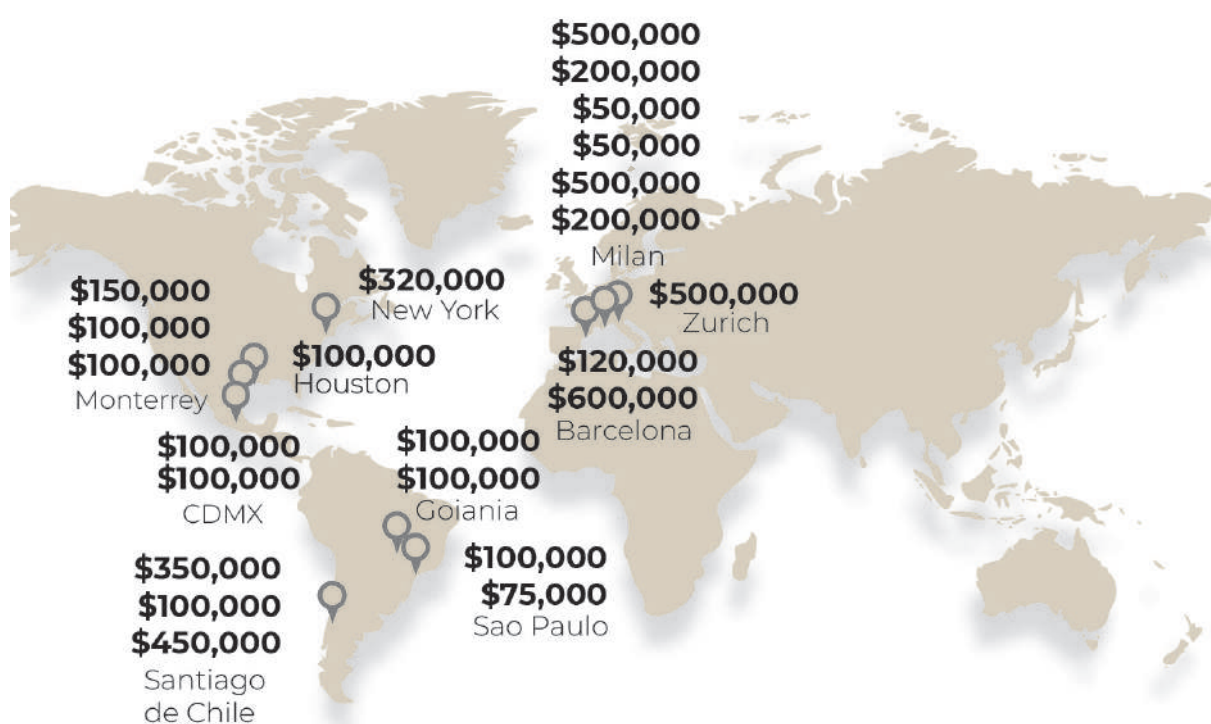 $500,000
$200,000
$50,000
$50,000
$500,000
$200,000
Milan
$320,000
New York
$150,000
$100,000
$100,000
Monterrey
$500,000
Zurich
$100,000
Houston
$120,000
$600,000
Barcelona
$100,000
$100,000
CDMX
$100,000
$100,000
Goiania
$100,000
$75,000
Sao Paulo
$350,000
$100,000
$450,000
Santiago
de Chile